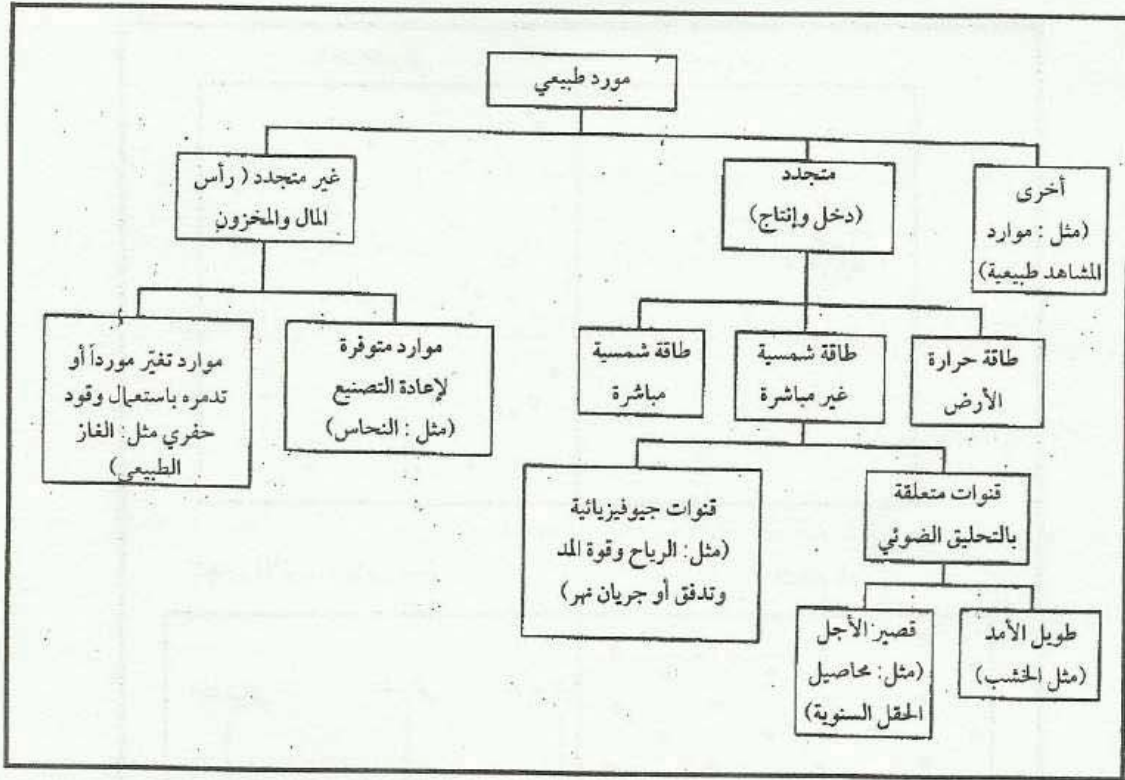 مورد طبيعي
أخرى
(مثل : موارد
المشاهد طبيعية)
متجدد
(دخل وإنتاج)
غير متجدد ( رأس
المال والمخزون
طاقة حرارة
الأرض
طاقة شمسية
غير مباشرة
طاقة شمسية
مباشرة
موارد متوفرة
لإعادة التصنيع
(مثل : النحاس)
موارد تغيّر مورداً أو
تدمره باستعمال وقود
حفري مثل: الغاز
الطبيعي)
قنوات متعلقة
بالتحليق الضوئي
قنوات جيوفيزيائية
(مثل: الرياح وقوة المد
وتدفق أو جريان نهر)
طويل الأمد
(مثل الخشب)
قصير الأجل
(مثل: محاصيل
الحقل السنوية)